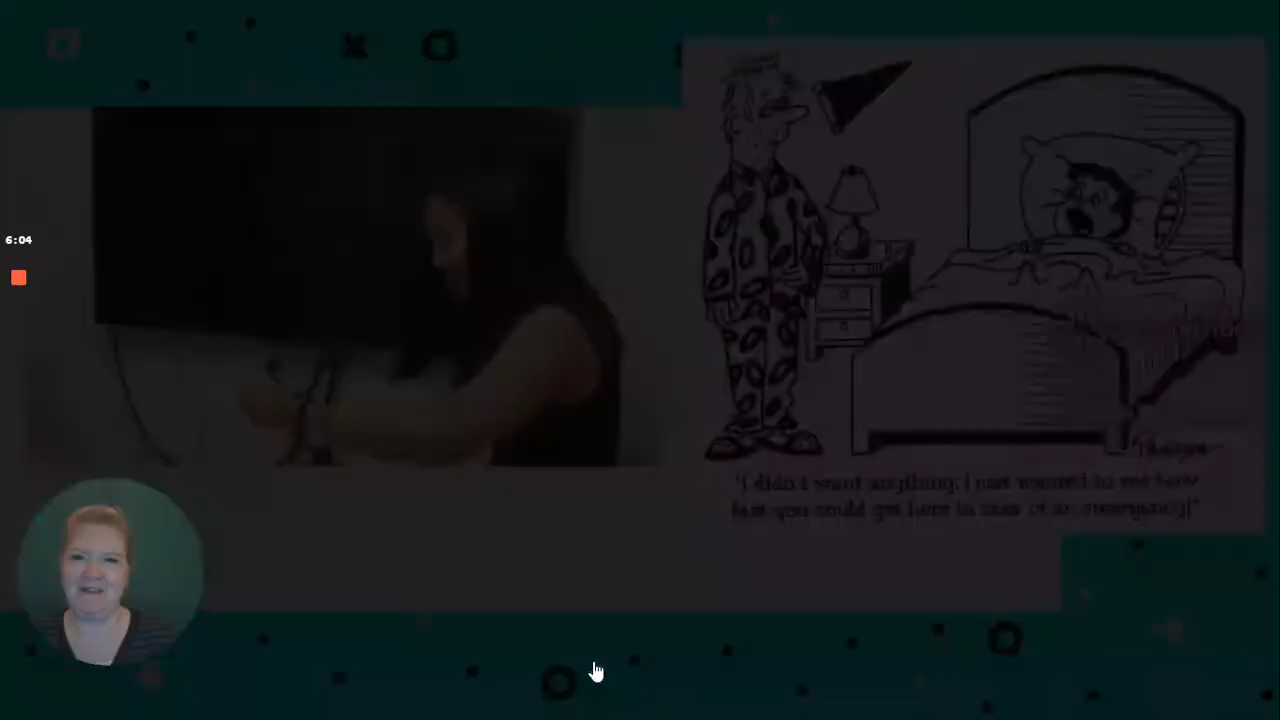 6:04
"I didn't want anything. I just wanted to see how
fast you could get here in case of an emergency!"